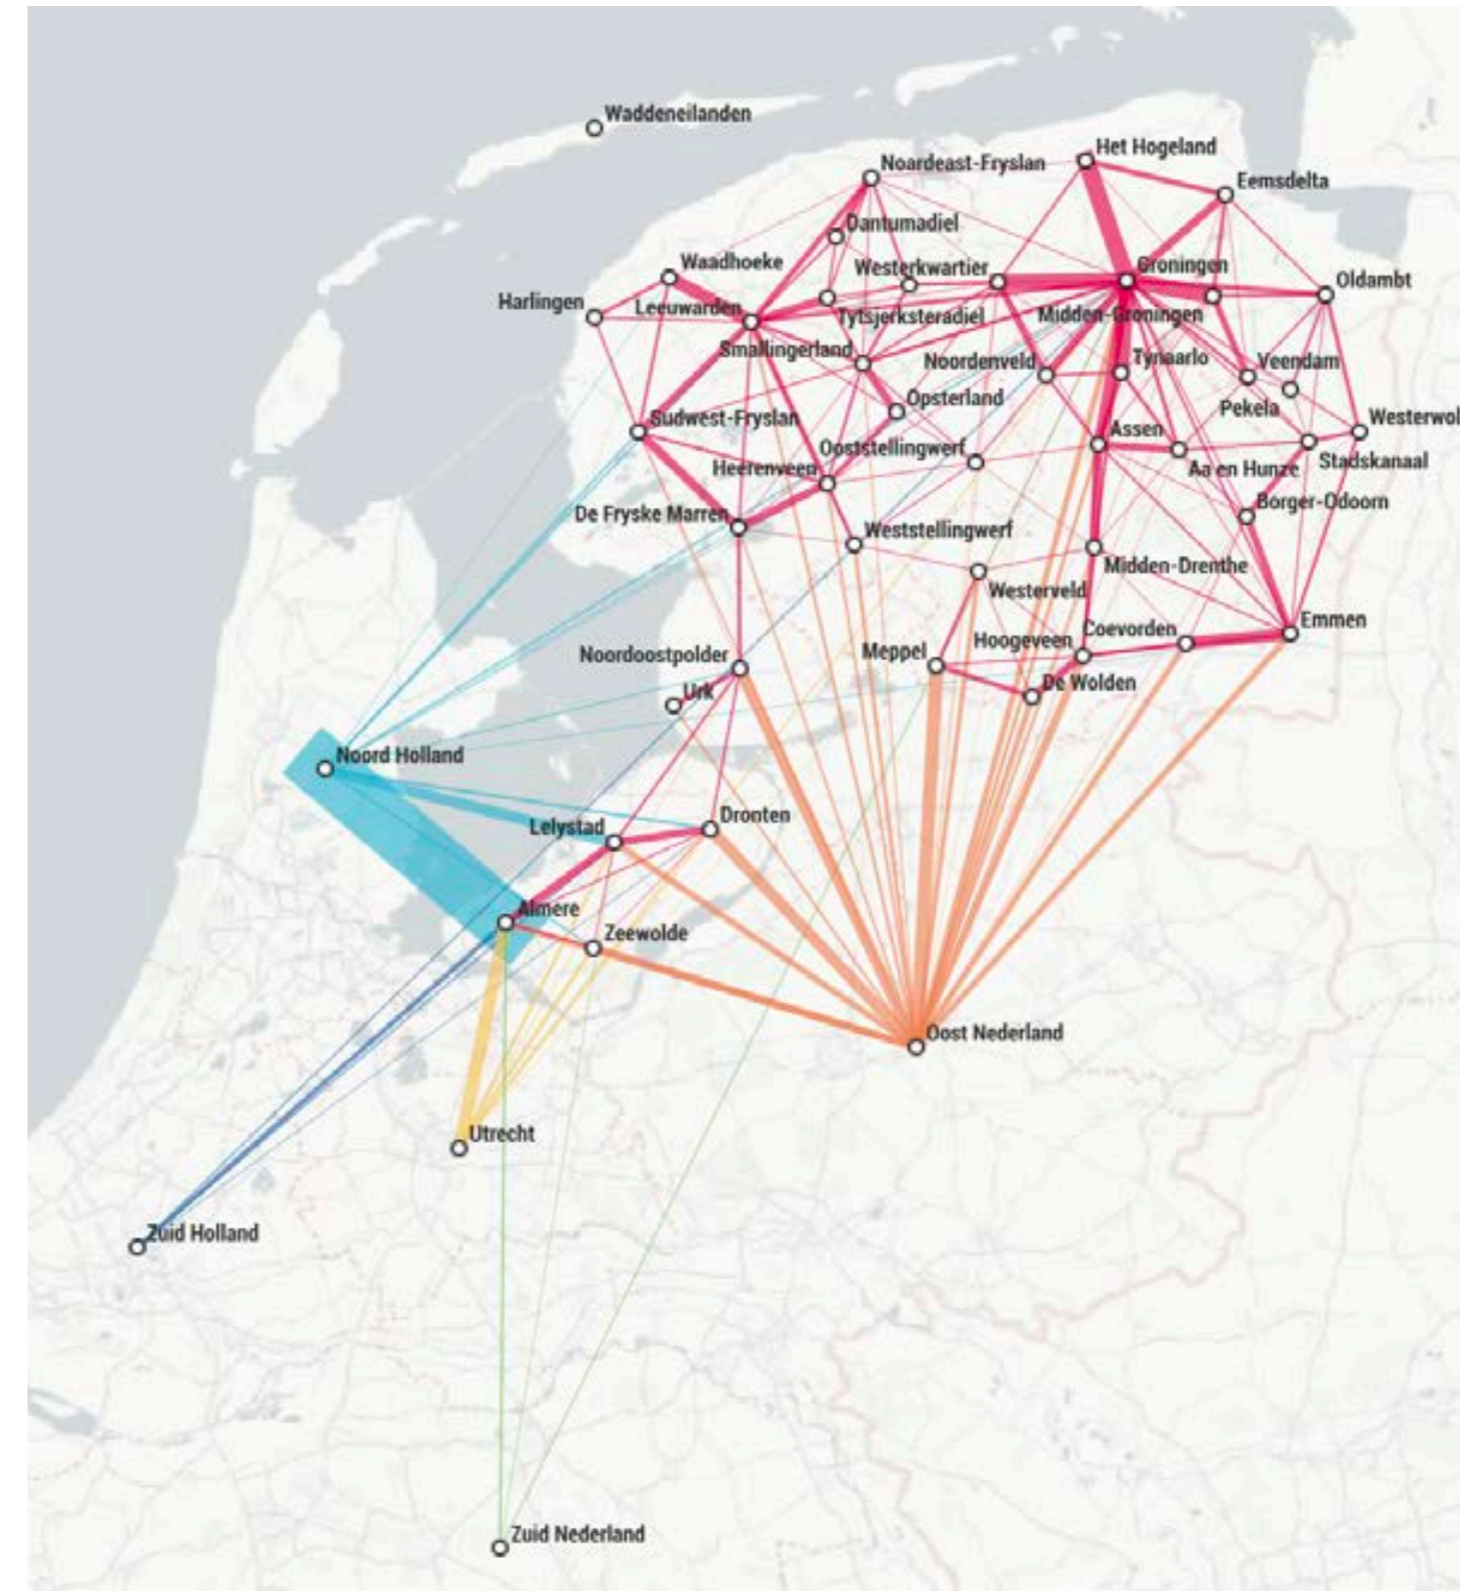 Waddeneilanden
Het Hogeland
Noardeast-Fryslan
Eemsdelta
Dantumadiel
Waadhoeke
Westerkwartier
Groningen
Oldambt
Harlingen
Leeuwarden
Tytsjerksteradiel
Midden-Groningen
Smallingerland
Noordenveld
Tynaarlo
Veendam
Opsterland
Pekela
Westerwol
Sudwest-Fryslan
Assen
Ooststellingwerf
Heerenveen
Aa en Hunze
Stadskanaal
Borger-Odoorn
De Fryske Marren
Weststellingwerf
Midden-Drenthe
Westerveld
Emmen
Coevorden
Hoogeveen
Meppel
Noordoostpolder
De Wolden
Urk
Noord Holland
Dronten
Lelystad
Almere
Zeewolde
Oost Nederland
Utrecht
Zuid Holland
Zuid Nederland